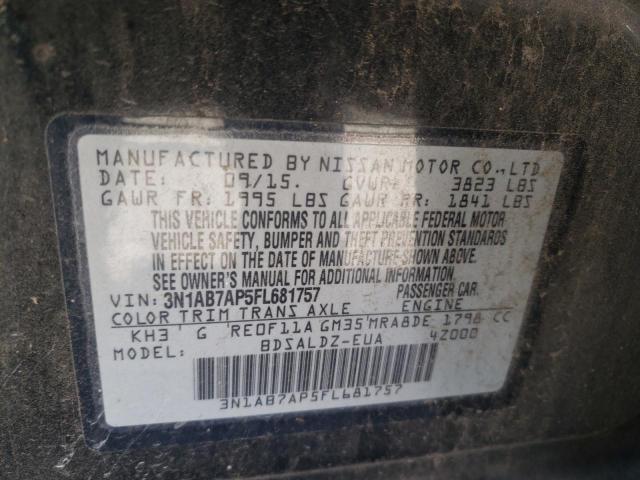 MANUFACTURED BY NISSAN MOTOR CO., LTD.
DATE: 09/15. GVWR: 3823 LBS
GAWR FR: 1995 LBS GAWR RR: 1841 LBS
THIS VEHICLE CONFORMS TO ALL APPLICABLE FEDERAL MOTOR
VEHICLE SAFETY, BUMPER AND THEFT PREVENTION STANDARDS
IN EFFECT ON THE DATE OF MANUFACTURE SHOWN ABOVE.
SEE OWNER'S MANUAL FOR ADDITIONAL INFORMATION.
VIN: 3N1AB7AP5FL681757 PASSENGER CAR.
COLOR TRIM TRANS AXLE ENGINE
KH3 G RE0F11A GM35 MRA8DE 1798 CC
MODEL: BDSALDZ-EUA 4Z000
3N1AB7AP5FL681757